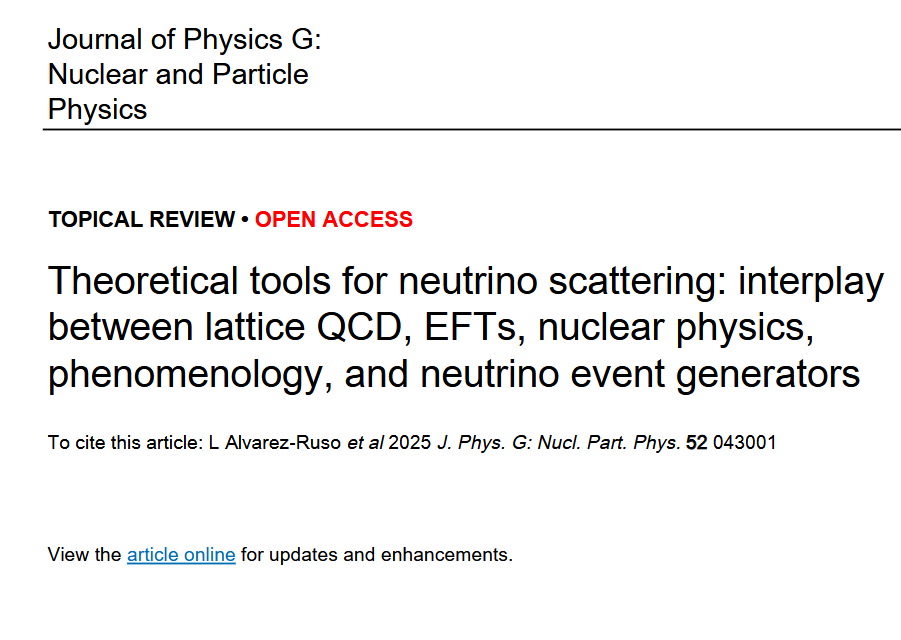 Journal of Physics G:
Nuclear and Particle
Physics
TOPICAL REVIEW • OPEN ACCESS
Theoretical tools for neutrino scattering: interplay
between lattice QCD, EFTs, nuclear physics,
phenomenology, and neutrino event generators
To cite this article: L Alvarez-Ruso et al 2025 J. Phys. G: Nucl. Part. Phys. 52 043001
View the article online for updates and enhancements.